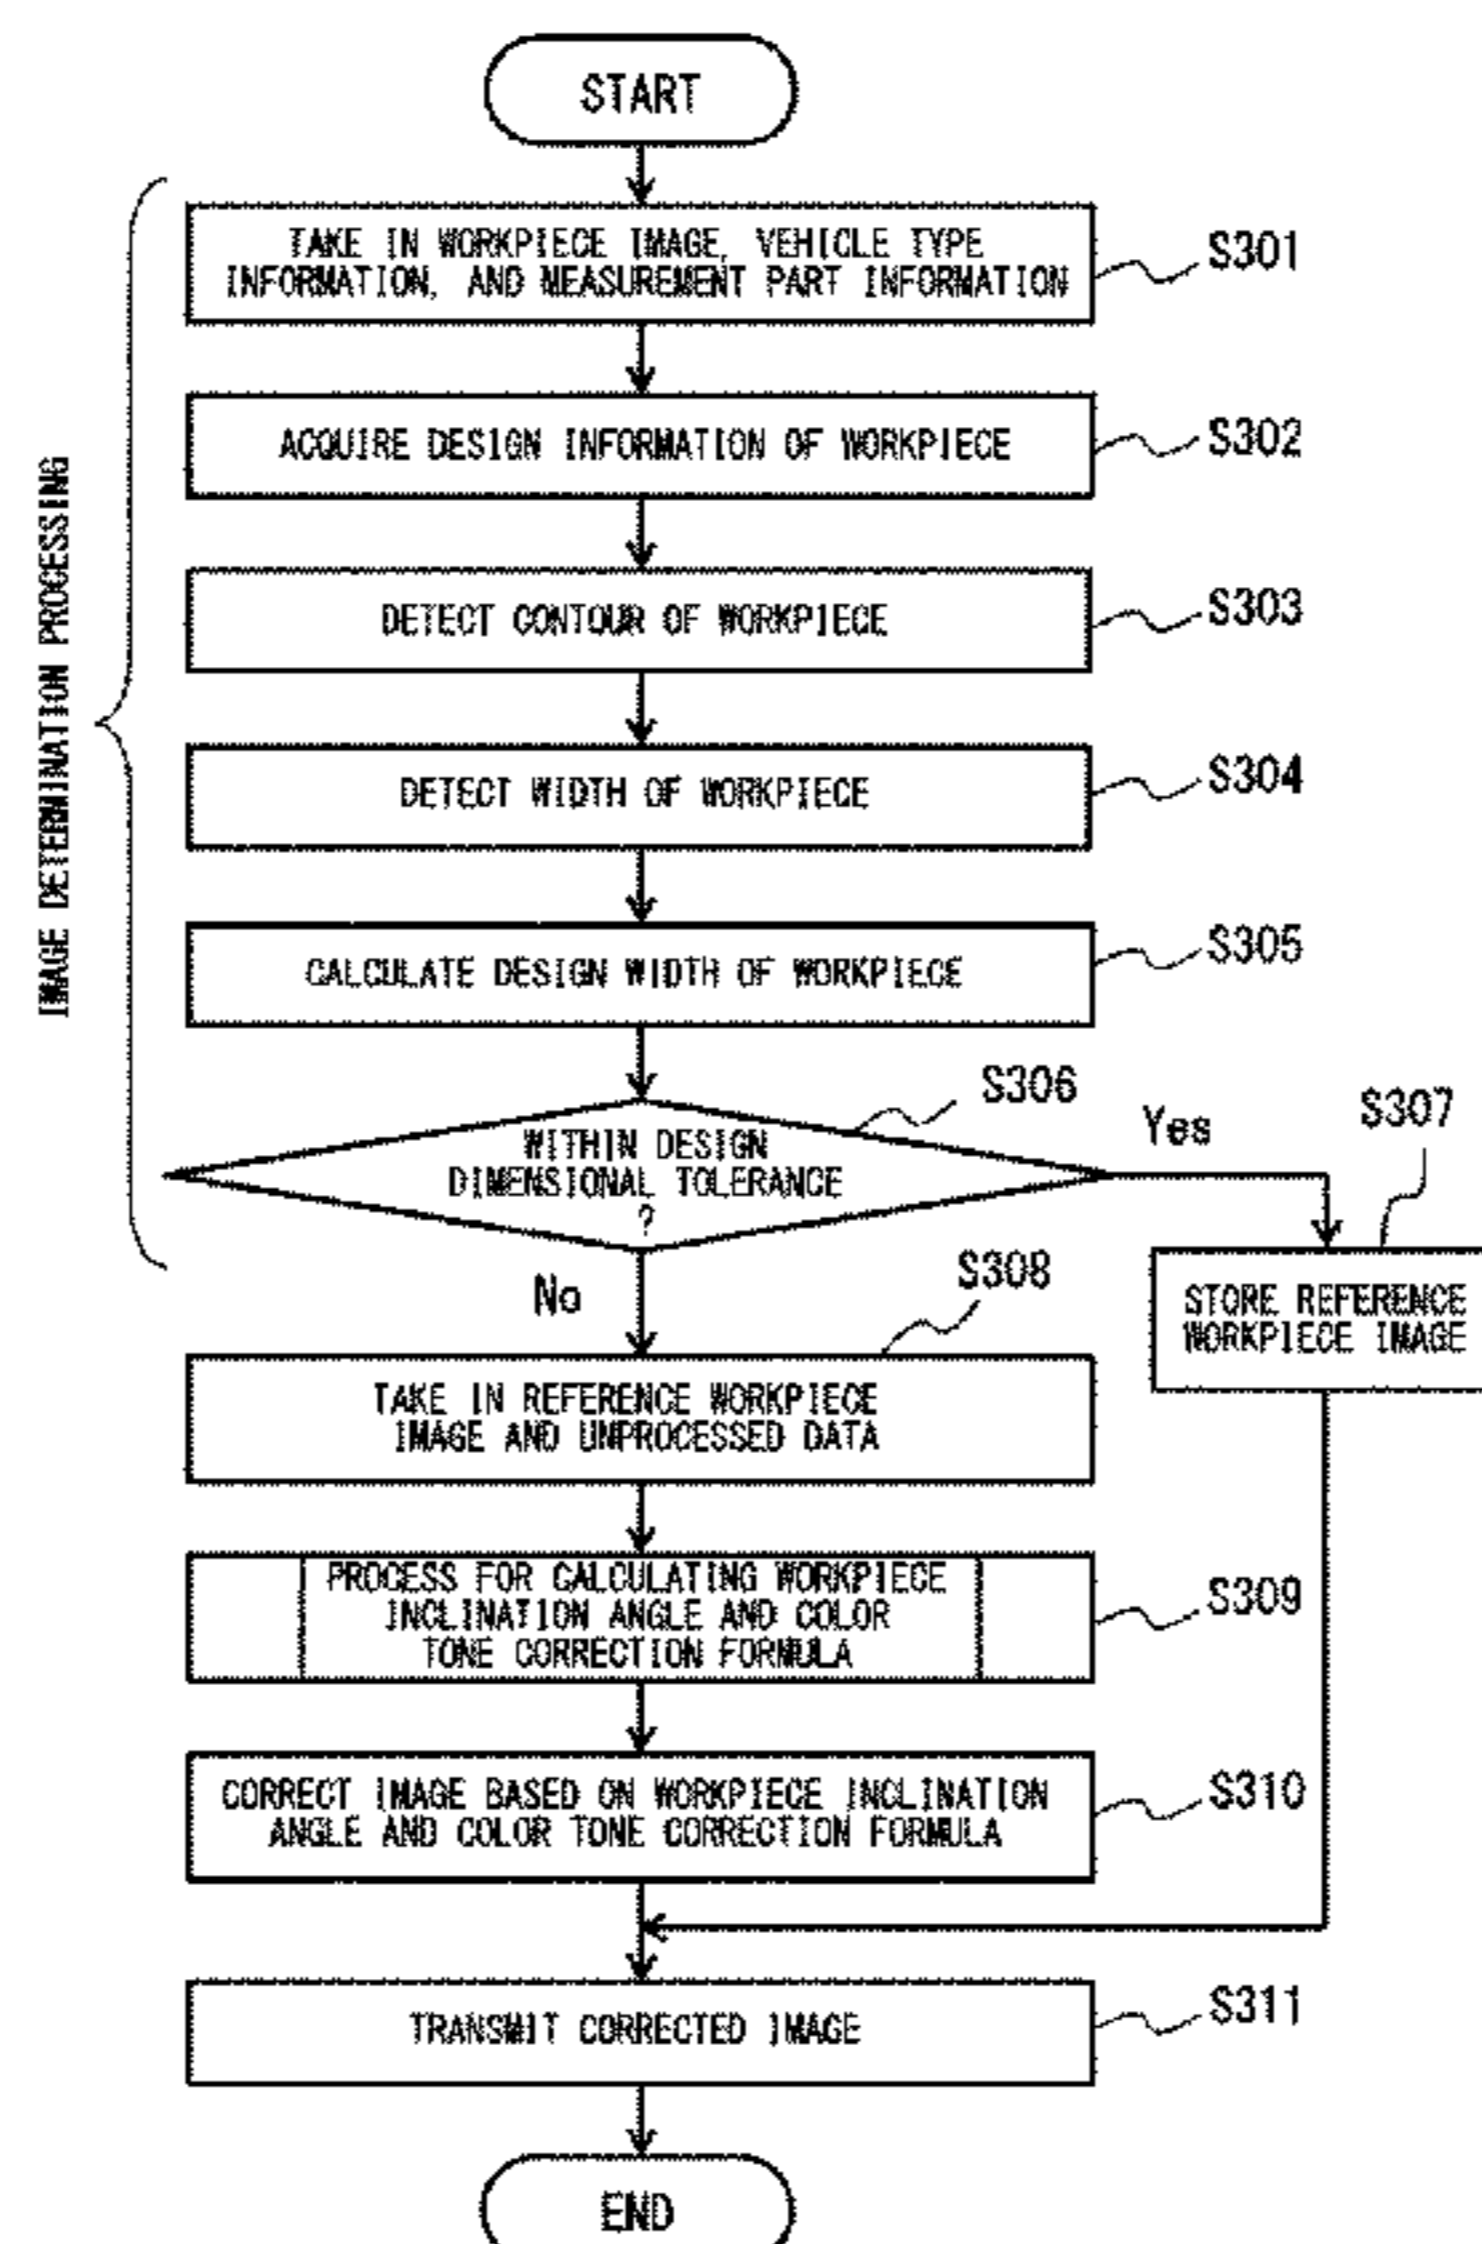 START
TAKE IN WORKPIECE IMAGE, VEHICLE TYPE
INFORMATION, AND MEASUREMENT PART INFORMATION
S301
ACQUIRE DESIGN INFORMATION OF WORKPIECE
S302
DETECT CONTOUR OF WORKPIECE
S303
DETECT WIDTH OF WORKPIECE
S304
CALCULATE DESIGN WIDTH OF WORKPIECE
S305
IMAGE DETERMINATION PROCESSING
WITHIN DESIGN
DIMENSIONAL TOLERANCE
?
S306
Yes
S307
STORE REFERENCE
WORKPIECE IMAGE
No
S308
TAKE IN REFERENCE WORKPIECE
IMAGE AND UNPROCESSED DATA
PROCESS FOR CALCULATING WORKPIECE
INCLINATION ANGLE AND COLOR
TONE CORRECTION FORMULA
S309
CORRECT IMAGE BASED ON WORKPIECE INCLINATION
ANGLE AND COLOR TONE CORRECTION FORMULA
S310
TRANSMIT CORRECTED IMAGE
S311
END